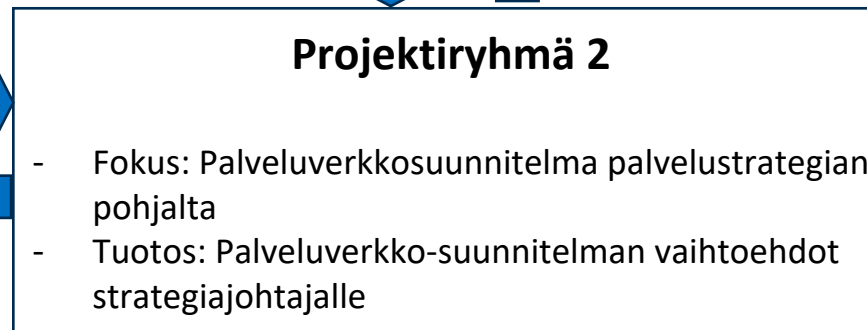 Projektiryhmä 2
- Fokus: Palveluverkkosuunnitelma palvelustrategian
pohjalta
- Tuotos: Palveluverkko-suunnitelman vaihtoehdot
strategiajohtajalle